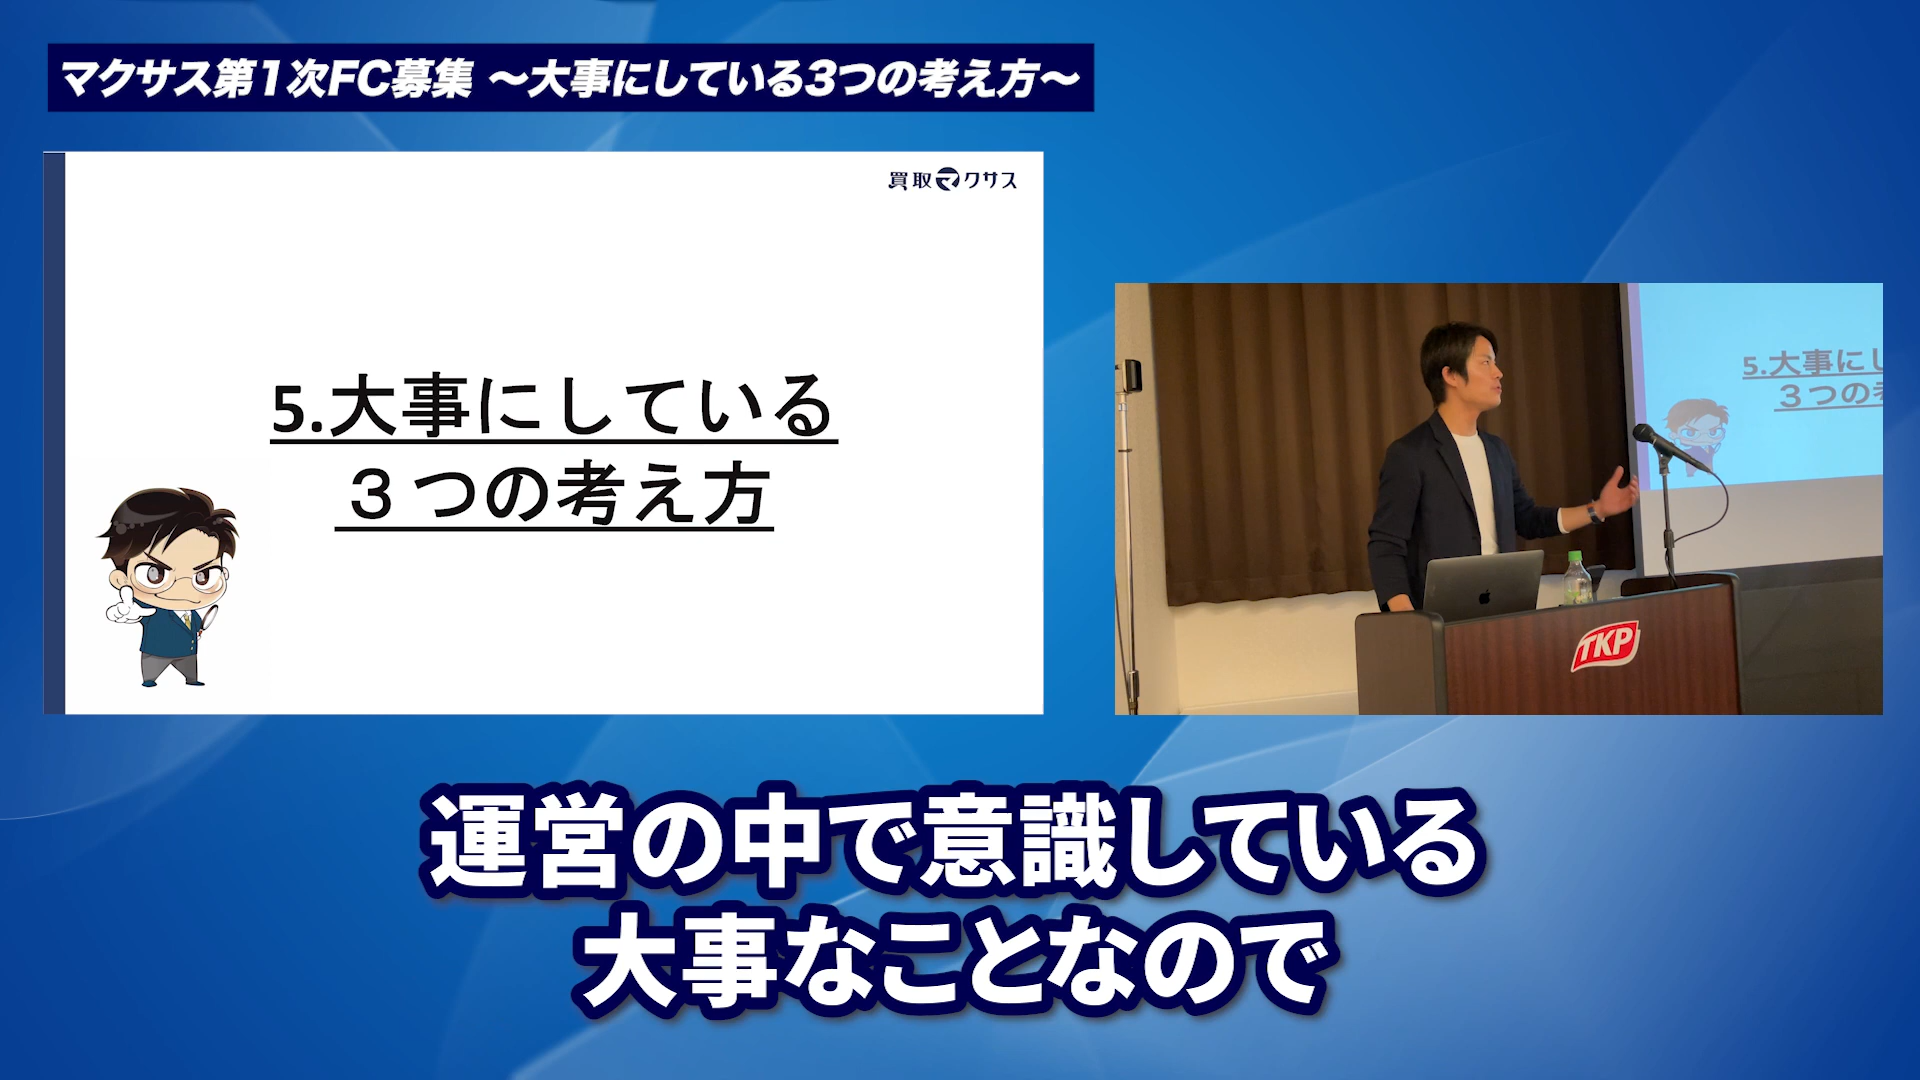 マクサス第1次FC募集 〜大事にしている3つの考え方〜
買取マクサス
5.大事にしている
３つの考え方
5.大事にし
３つの考
TKP
運営の中で意識している
大事なことなので